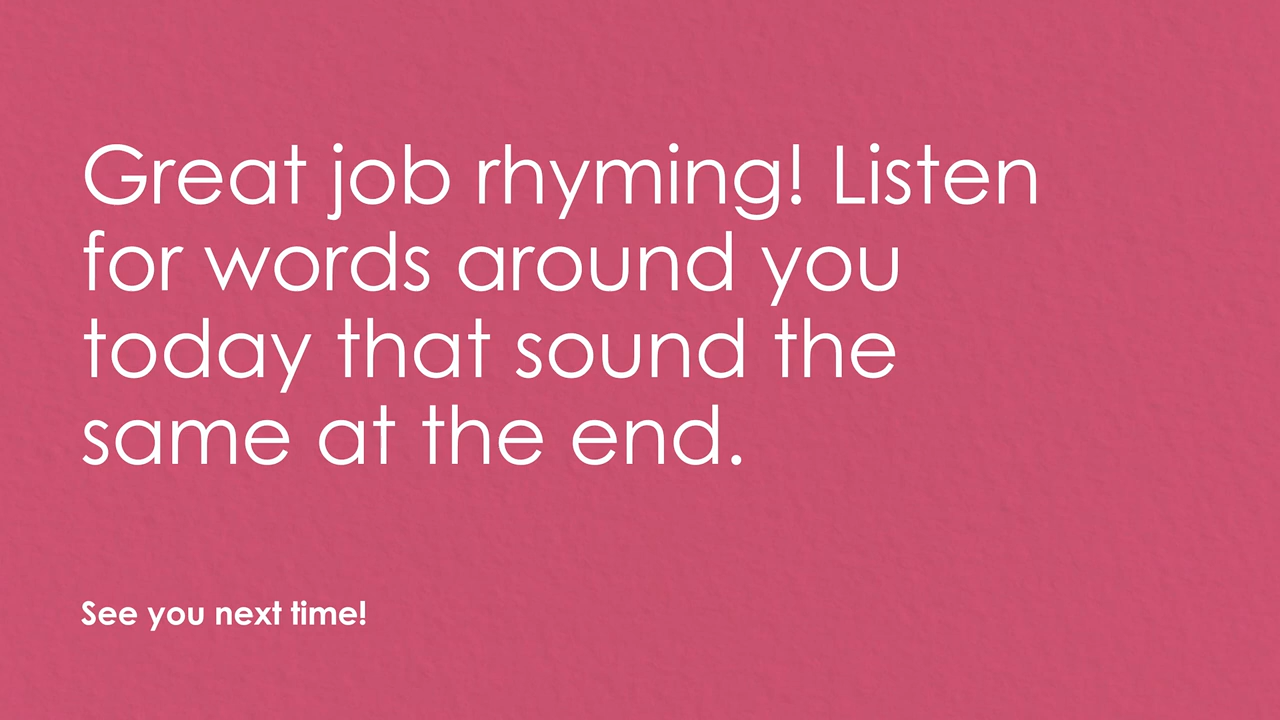 Great job rhyming! Listen
for words around you
today that sound the
same at the end.
See you next time!